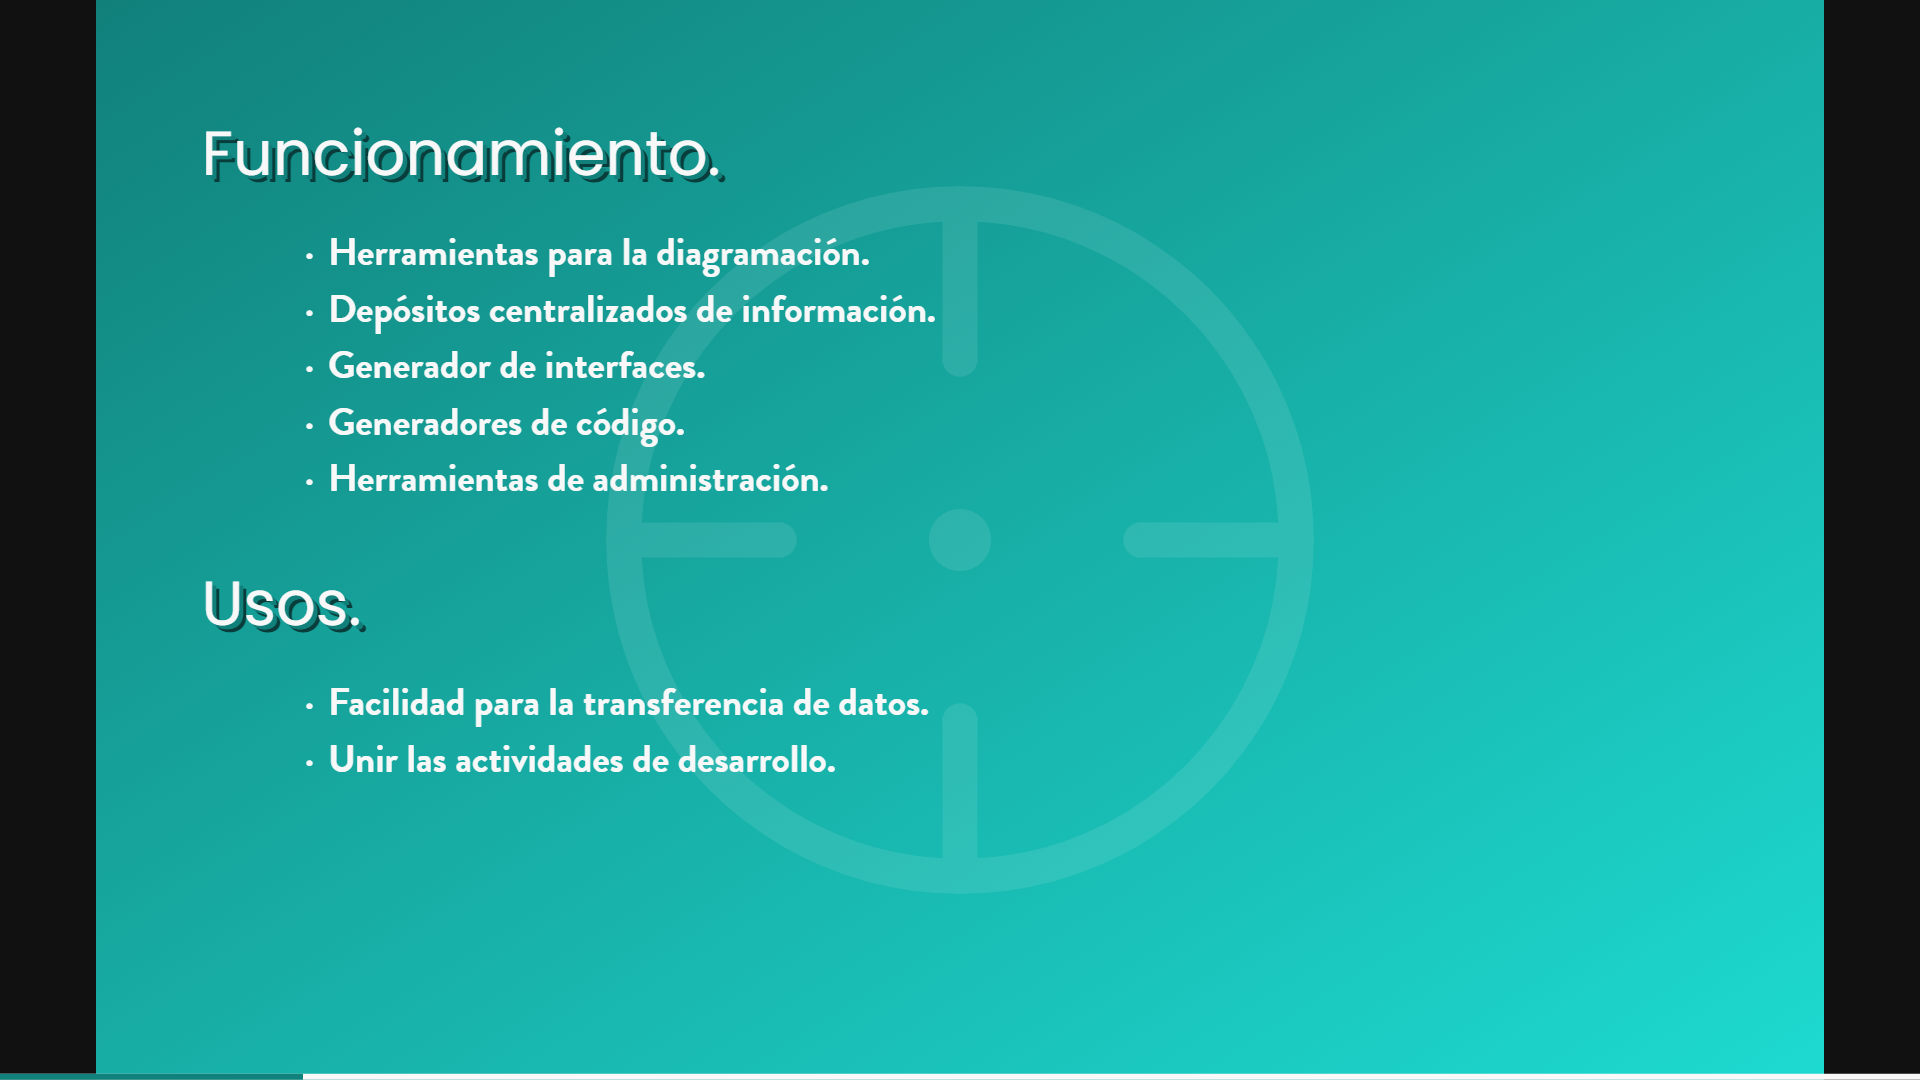 Funcionamiento.
• Herramientas para la diagramación.
• Depósitos centralizados de información.
• Generador de interfaces.
• Generadores de código.
• Herramientas de administración.
Usos.
• Facilidad para la transferencia de datos.
• Unir las actividades de desarrollo.